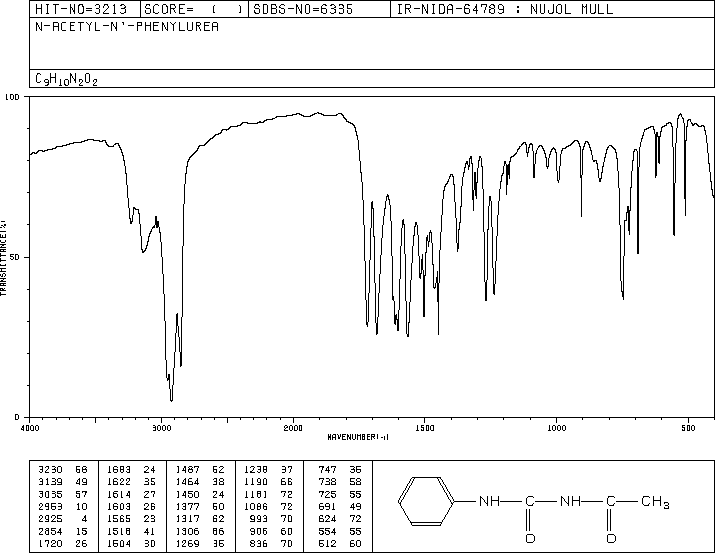 HIT-NO=3213 SCORE= ( ) SDBS-NO=6335 IR-NIDA-64789 : NUJOL MULL
N-ACETYL-N'-PHENYLUREA
C9H10N2O2
100
TRANSMITTANCE(%)
50
0
4000 3000 2000 1500 1000 500
WAVENUMBER(-1)
3230 68 1683 24 1487 62 1238 37 747 35
3139 49 1622 35 1464 38 1190 66 738 58
3035 57 1614 27 1450 24 1181 72 725 55
2953 10 1603 26 1377 60 1086 72 691 49
2925 4 1565 23 1317 62 993 70 624 72
2854 15 1518 41 1306 86 906 60 554 55
1720 26 1504 30 1269 35 836 70 512 60
NH C NH C CH3
O O